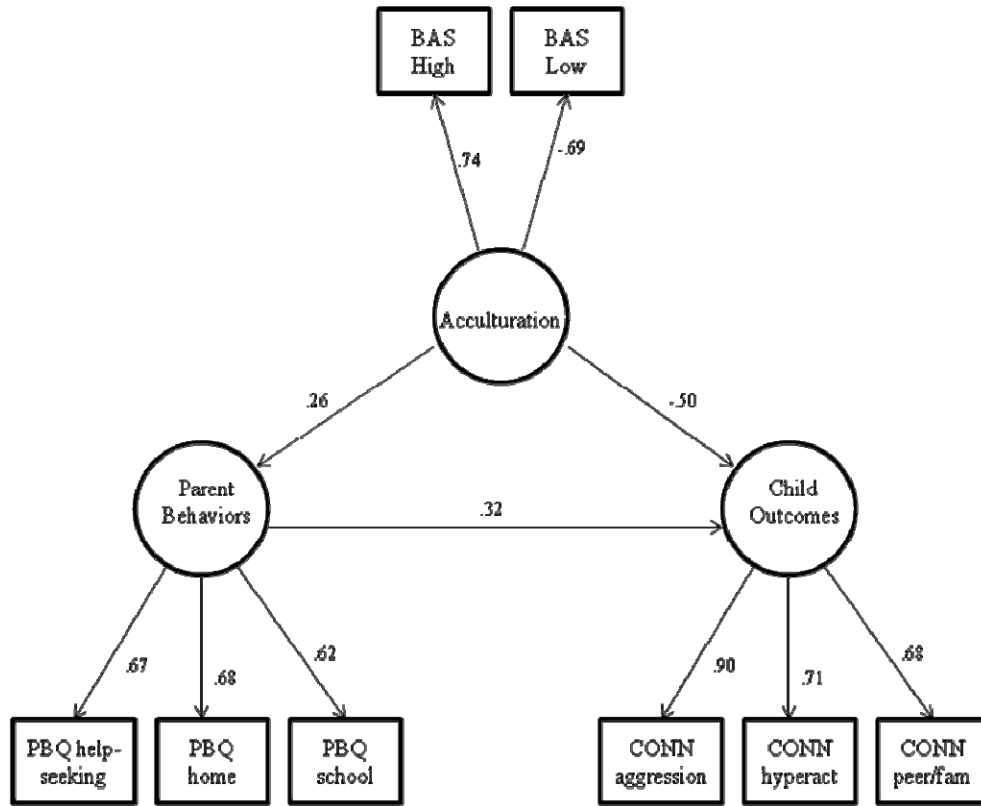 BAS
High
BAS
Low
.74
-.69
Acculturation
.26
-.50
Parent
Behaviors
.32
Child
Outcomes
.67
.68
.62
.90
.71
.68
PBQ help-
seeking
PBQ
home
PBQ
school
CONN
aggression
CONN
hyperact
CONN
peer/fam